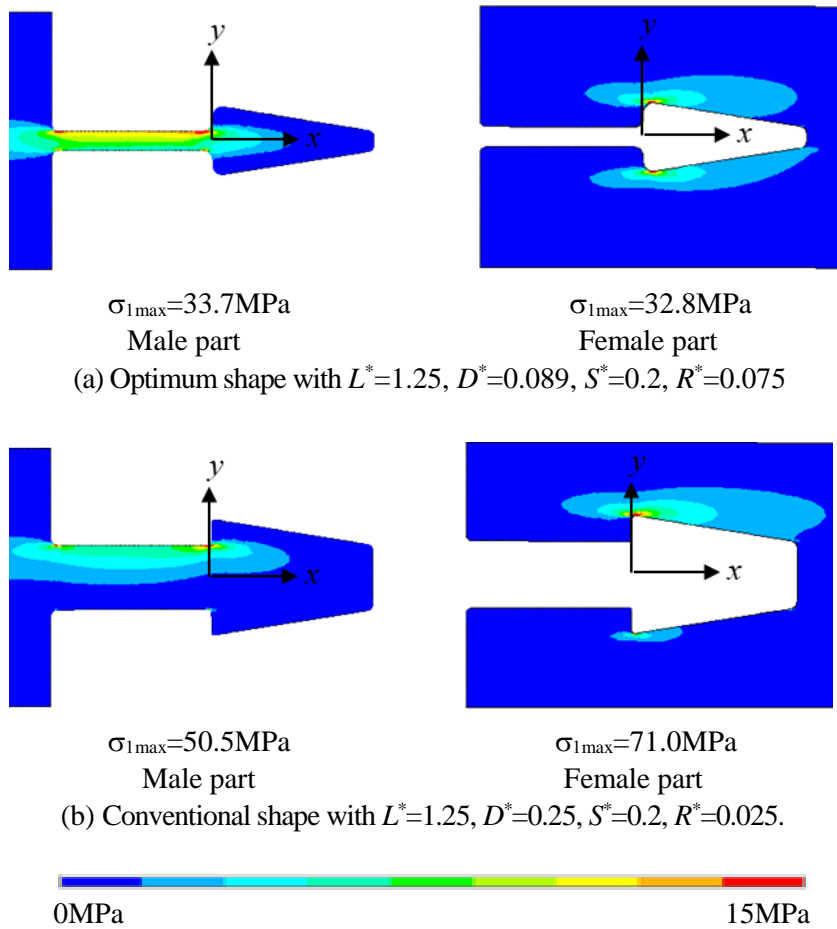 y
y
x
x
σ1max=33.7MPa
σ1max=32.8MPa
Male part
Female part
(a) Optimum shape with L*=1.25, D*=0.089, S*=0.2, R*=0.075
y
y
x
x
σ1max=50.5MPa
σ1max=71.0MPa
Male part
Female part
(b) Conventional shape with L*=1.25, D*=0.25, S*=0.2, R*=0.025.
0MPa
15MPa